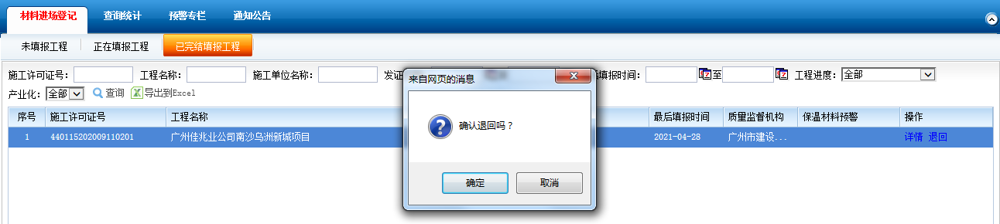 材料进场登记 查询统计 预警专栏 通知公告
未填报工程 正在填报工程 已完结填报工程
施工许可证号： 工程名称： 施工单位名称： 发证 填报时间： 至 工程进度： 全部
产业化： 全部 查询 导出到Excel
序号 施工许可证号 工程名称 最后填报时间 质量监督机构 保温材料预警 操作
1 440115202009110201 广州佳兆业公司南沙乌洲新城项目 2021-04-28 广州市建设... 详情 退回
来自网页的消息
确认退回吗？
确定 取消